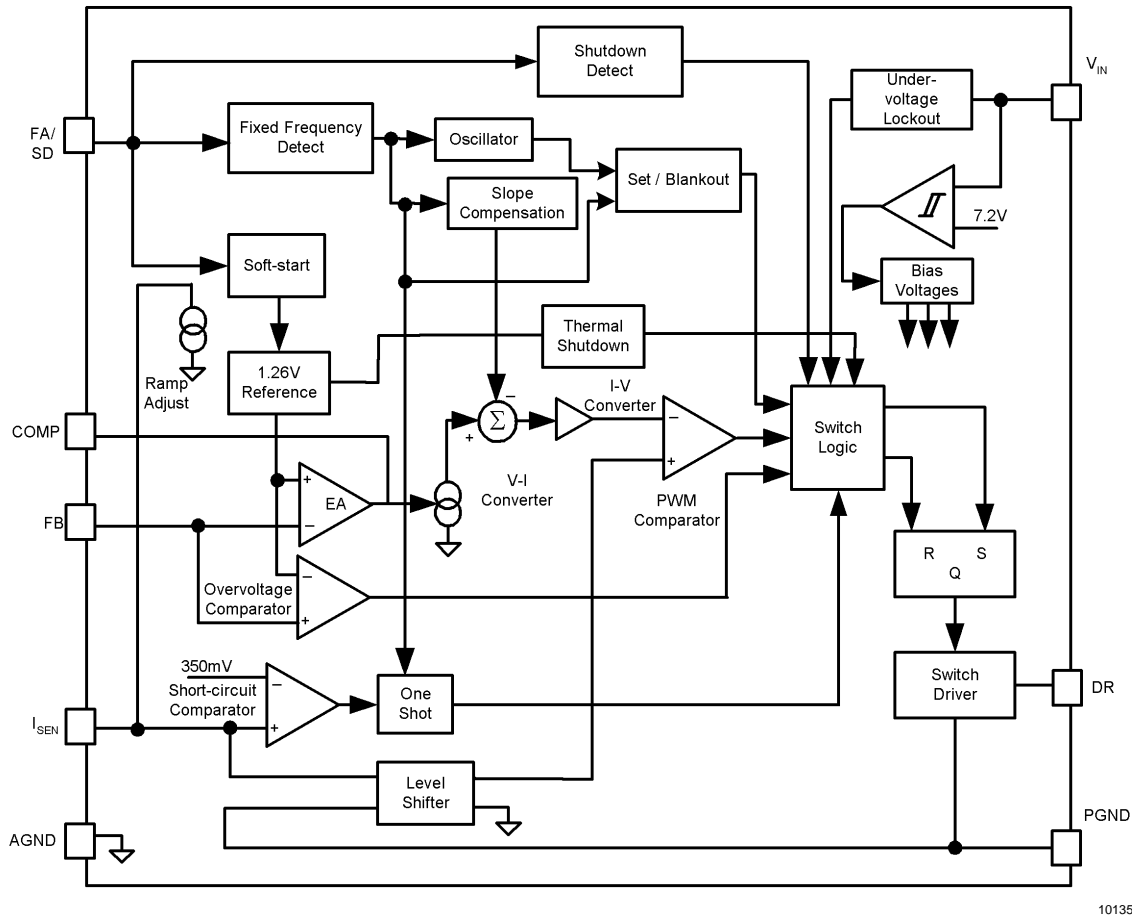 Shutdown
Detect
V_IN
Under-
voltage
Lockout
FA/
SD
Fixed Frequency
Detect
Oscillator
Set / Blankout
Slope
Compensation
7.2V
Soft-start
Bias
Voltages
Thermal
Shutdown
1.26V
Reference
Ramp
Adjust
I-V
Converter
−
Σ
+
−
+
Switch
Logic
COMP
+
EA
−
V-I
Converter
PWM
Comparator
FB
R S
Q
Overvoltage
Comparator
−
+
350mV
Short-circuit
Comparator
−
+
One
Shot
Switch
Driver
DR
I_SEN
Level
Shifter
AGND
PGND
10135